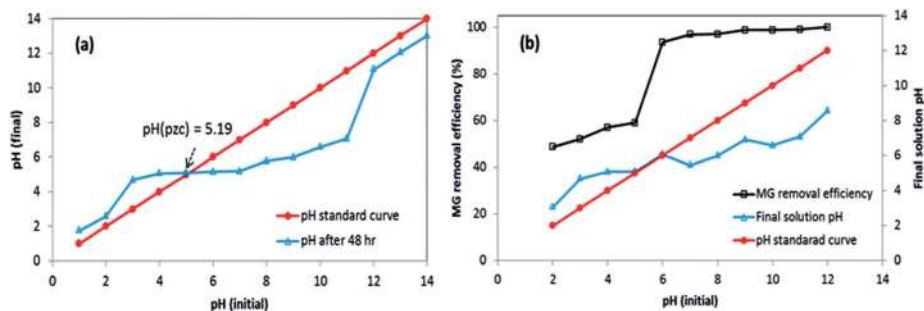 (a)
pH (final)
14
12
10
8
6
4
2
0
pH(pzc) = 5.19
pH standard curve
pH after 48 hr
0 2 4 6 8 10 12 14
pH (initial)
(b)
MG removal efficiency (%)
100
80
60
40
20
0
14
12
10
8
6
4
2
0
Final solution pH
MG removal efficiency
Final solution pH
pH standarad curve
0 2 4 6 8 10 12 14
pH (initial)